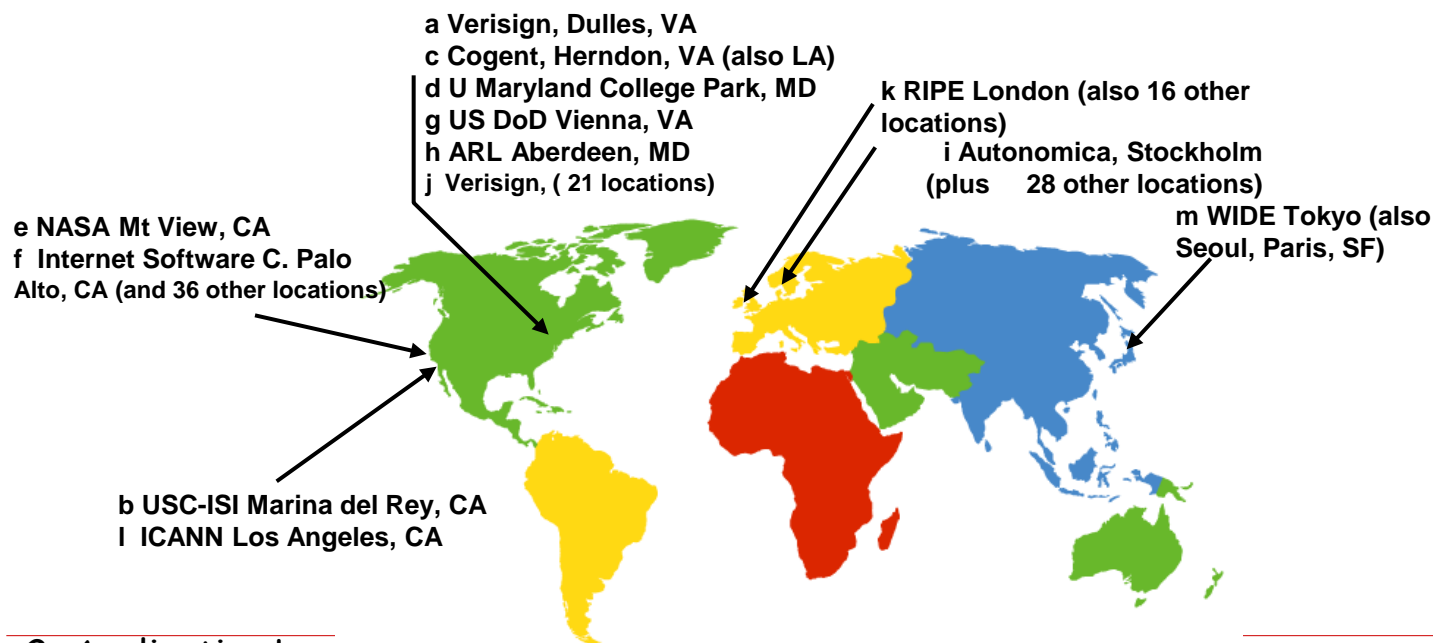 a Verisign, Dulles, VA
c Cogent, Herndon, VA (also LA)
d U Maryland College Park, MD
g US DoD Vienna, VA
h ARL Aberdeen, MD
j Verisign, ( 21 locations)
k RIPE London (also 16 other
locations)
i Autonomica, Stockholm
(plus 28 other locations)
m WIDE Tokyo (also
Seoul, Paris, SF)
e NASA Mt View, CA
f Internet Software C. Palo
Alto, CA (and 36 other locations)
b USC-ISI Marina del Rey, CA
l ICANN Los Angeles, CA